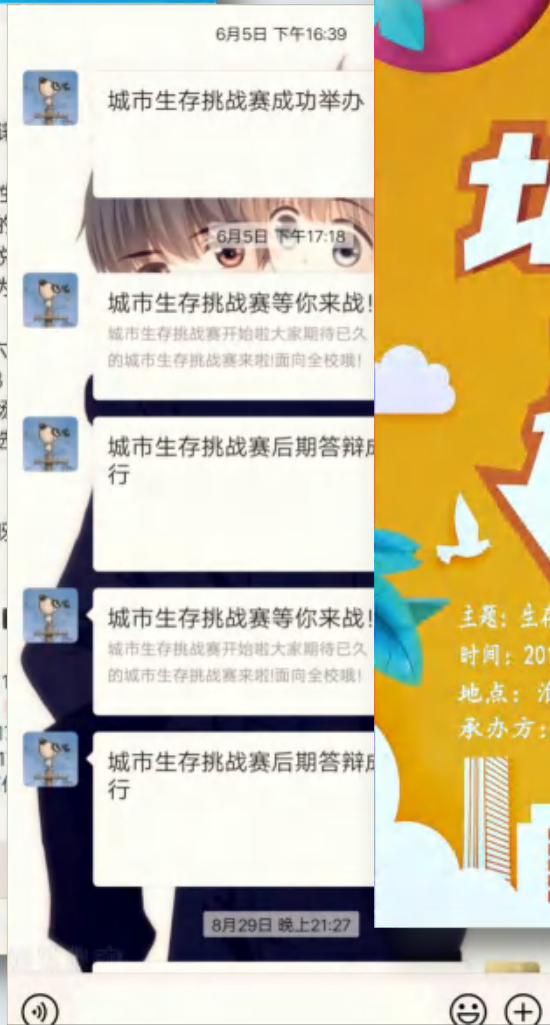 6月5日 下午16:39
城市生存挑战赛成功举办
6月5日 下午17:18
城市生存挑战赛等你来战!
城市生存挑战赛开始啦大家期待已久
的城市生存挑战赛来啦!面向全校哦!
城市生存挑战赛后期答辩
行
城市生存挑战赛等你来战!
城市生存挑战赛开始啦大家期待已久
的城市生存挑战赛来啦!面向全校哦!
城市生存挑战赛后期答辩
行
8月29日 晚上21:27
主题: 生存
时间: 201
地点: 淮
承办方: